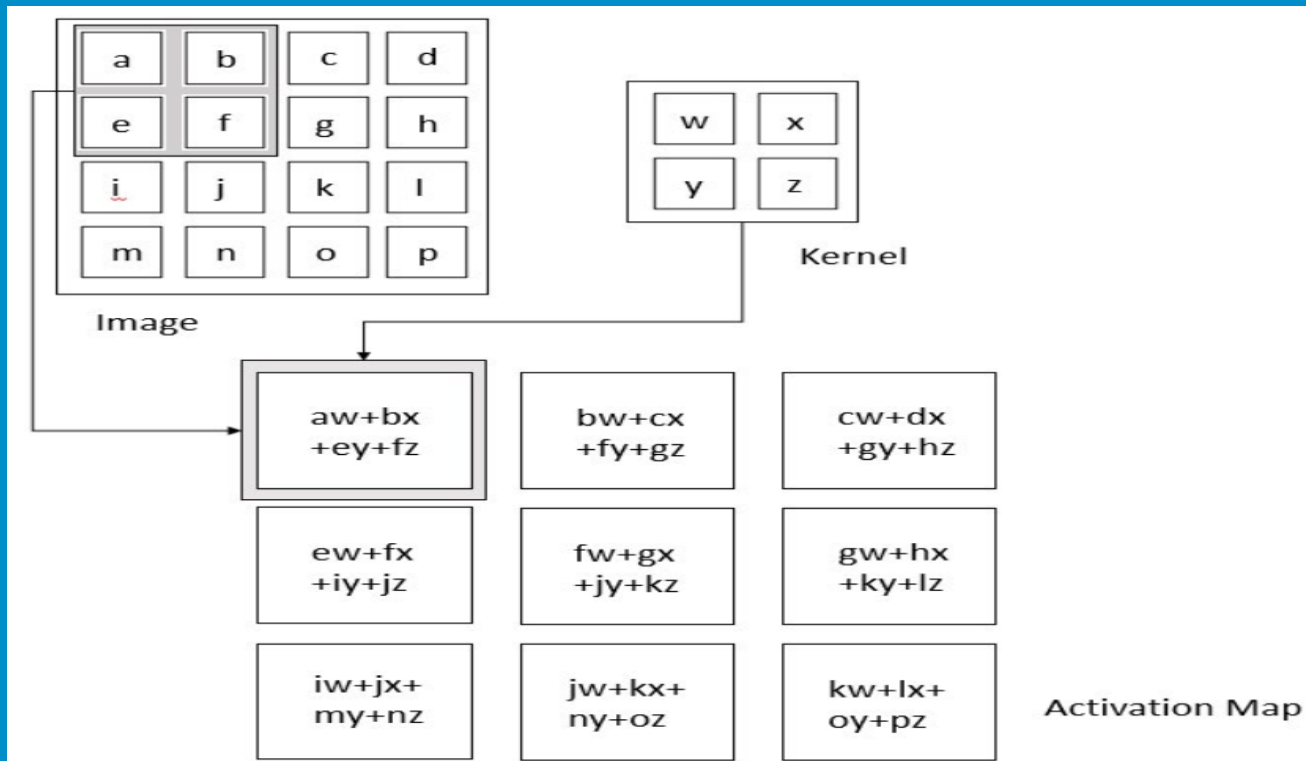 a b c d
e f g h
i j k l
m n o p
Image
w x
y z
Kernel
aw+bx
+ey+fz
bw+cx
+fy+gz
cw+dx
+gy+hz
ew+fx
+iy+jz
fw+gx
+jy+kz
gw+hx
+ky+lz
iw+jx+
my+nz
jw+kx+
ny+oz
kw+lx+
oy+pz
Activation Map